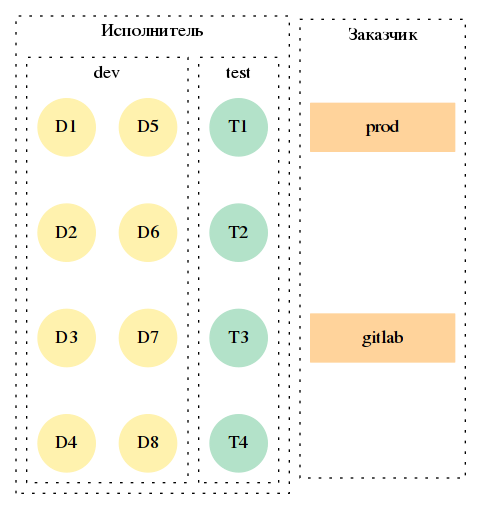 Исполнитель
dev
test
D1
D5
T1
D2
D6
T2
D3
D7
T3
D4
D8
T4
Заказчик
prod
gitlab